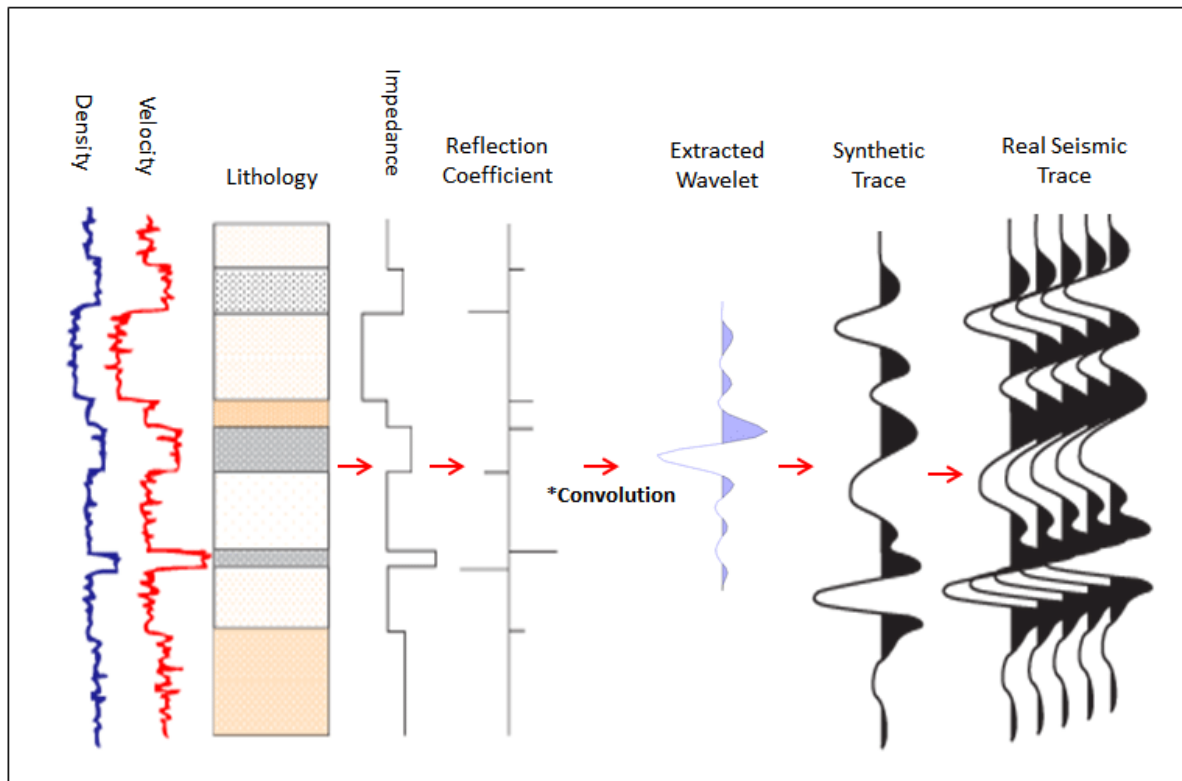 Density
Velocity
Lithology
Impedance
Reflection
Coefficient
Extracted
Wavelet
Synthetic
Trace
Real Seismic
Trace
*Convolution